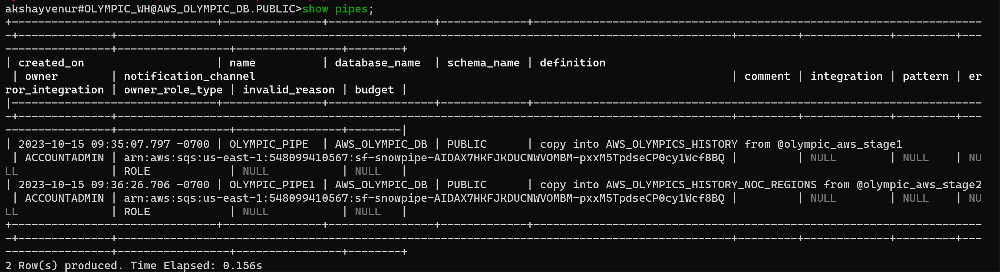 akshayvenur#OLYMPIC_WH@AWS_OLYMPIC_DB.PUBLIC>show pipes;
+-------------------------------+---------------+----------------+-------------+--------------------------------------------------------------------
-+--------------+---------------------------------------------------------------------------------------------+---------+-------------+---------+---
----------------+-----------------+----------------+--------+
| created_on                    | name          | database_name  | schema_name | definition
 | owner        | notification_channel                                                                        | comment | integration | pattern | er
ror_integration | owner_role_type | invalid_reason | budget |
|-------------------------------+---------------+----------------+-------------+--------------------------------------------------------------------
-+--------------+---------------------------------------------------------------------------------------------+---------+-------------+---------+---
----------------+-----------------+----------------+--------|
| 2023-10-15 09:35:07.797 -0700 | OLYMPIC_PIPE  | AWS_OLYMPIC_DB | PUBLIC      | copy into AWS_OLYMPICS_HISTORY from @olympic_aws_stage1
 | ACCOUNTADMIN | arn:aws:sqs:us-east-1:548099410567:sf-snowpipe-AIDAX7HKFJKDUCNWVOMBM-pxxM5TpdseCP0cy1Wcf8BQ |         | NULL        | NULL    | NU
LL              | ROLE            | NULL           | NULL   |
| 2023-10-15 09:36:26.706 -0700 | OLYMPIC_PIPE1 | AWS_OLYMPIC_DB | PUBLIC      | copy into AWS_OLYMPICS_HISTORY_NOC_REGIONS from @olympic_aws_stage2
 | ACCOUNTADMIN | arn:aws:sqs:us-east-1:548099410567:sf-snowpipe-AIDAX7HKFJKDUCNWVOMBM-pxxM5TpdseCP0cy1Wcf8BQ |         | NULL        | NULL    | NU
LL              | ROLE            | NULL           | NULL   |
+-------------------------------+---------------+----------------+-------------+--------------------------------------------------------------------
-+--------------+---------------------------------------------------------------------------------------------+---------+-------------+---------+---
----------------+-----------------+----------------+--------+
2 Row(s) produced. Time Elapsed: 0.156s